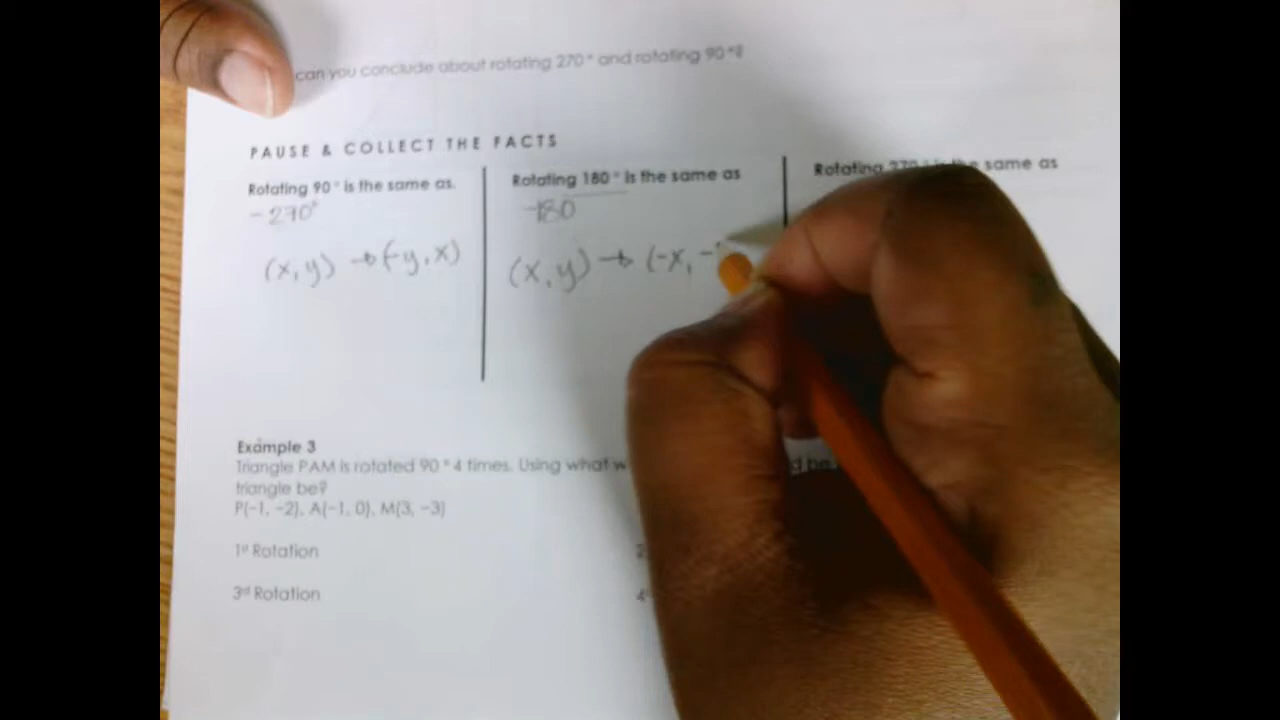 can you conclude about rotating 270° and rotating 90°?
PAUSE & COLLECT THE FACTS
Rotating 90° is the same as.
-270°
(x,y) → (-y,x)
Rotating 180° is the same as
-180
(x,y) → (-x, -
Rotating 270° is the same as
Example 3
Triangle PAM is rotated 90° 4 times. Using what
triangle be?
P(-1, -2), A(-1, 0), M(3, -3)
1st Rotation
3rd Rotation